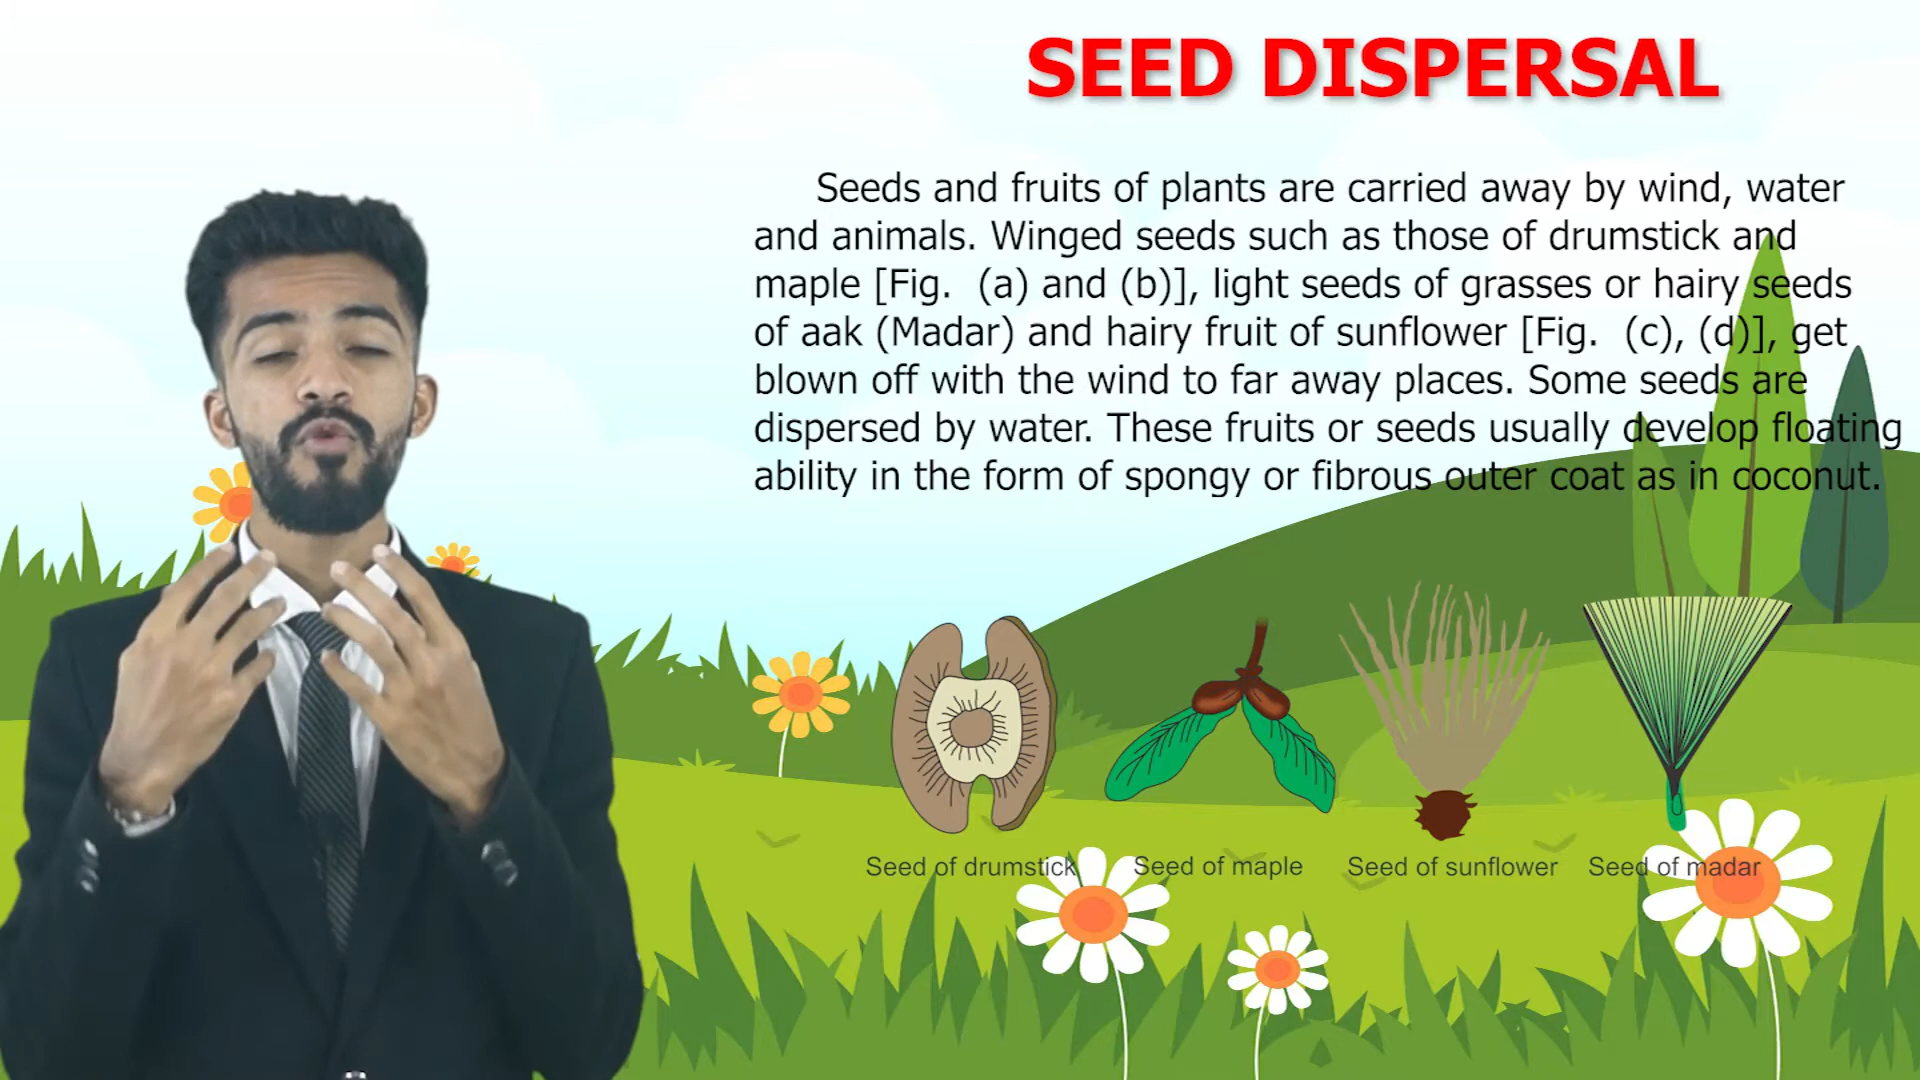 SEED DISPERSAL
Seeds and fruits of plants are carried away by wind, water
and animals. Winged seeds such as those of drumstick and
maple [Fig.  (a) and (b)], light seeds of grasses or hairy seeds
of aak (Madar) and hairy fruit of sunflower [Fig.  (c), (d)], get
blown off with the wind to far away places. Some seeds are
dispersed by water. These fruits or seeds usually develop floating
ability in the form of spongy or fibrous outer coat as in coconut.
Seed of drumstick
Seed of maple
Seed of sunflower
Seed of madar